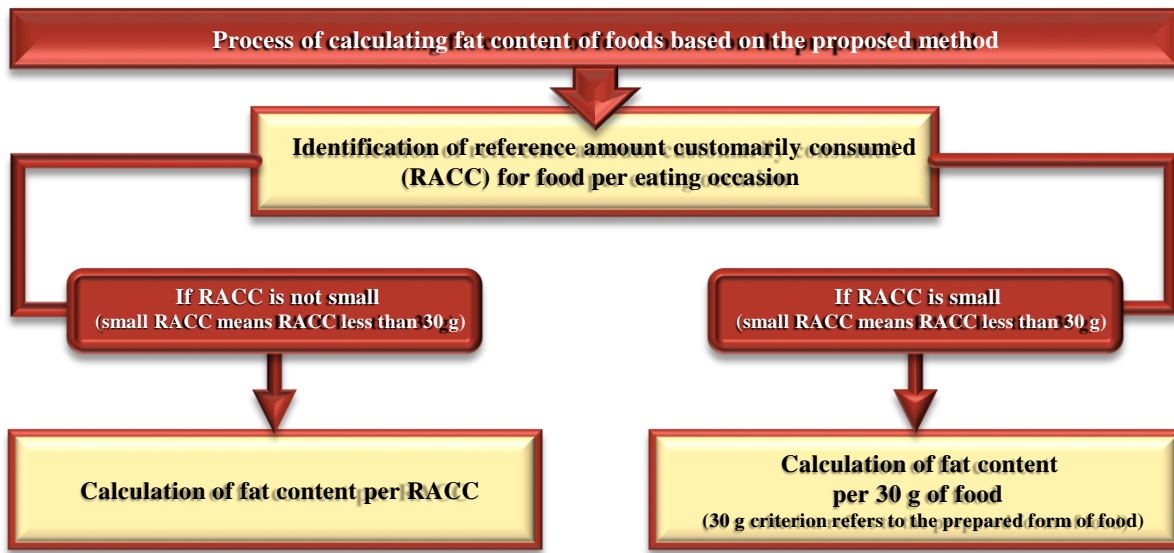 Process of calculating fat content of foods based on the proposed method
Identification of reference amount customarily consumed
(RACC) for food per eating occasion
If RACC is not small
(small RACC means RACC less than 30 g)
If RACC is small
(small RACC means RACC less than 30 g)
Calculation of fat content per RACC
Calculation of fat content
per 30 g of food
(30 g criterion refers to the prepared form of food)